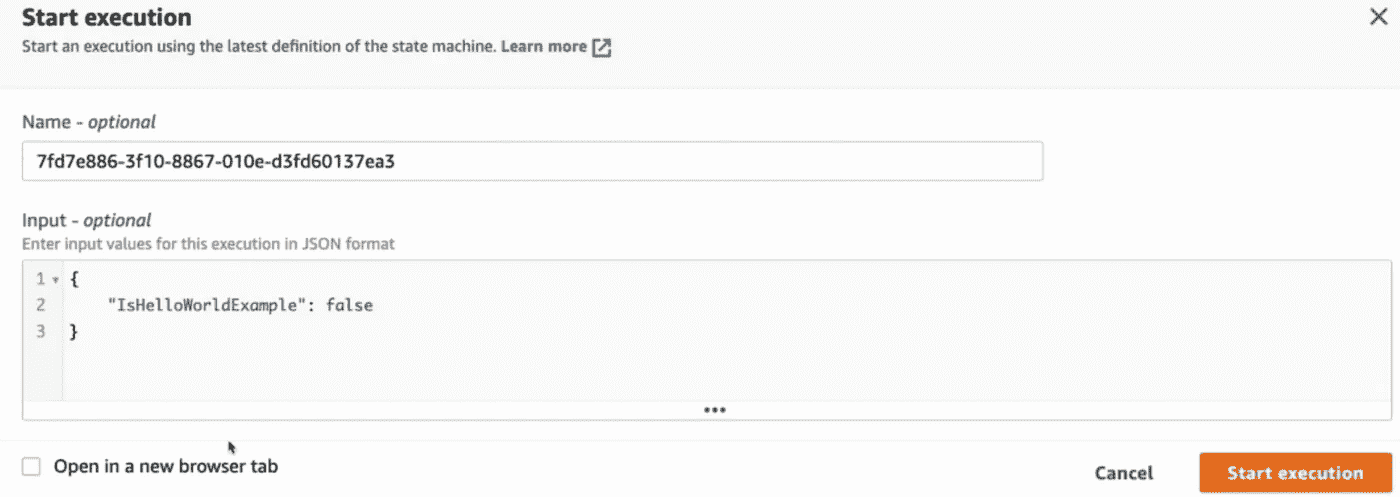 Start execution
Start an execution using the latest definition of the state machine. Learn more
Name - optional
7fd7e886-3f10-8867-010e-d3fd60137ea3
Input - optional
Enter input values for this execution in JSON format
1 {
2 "IsHelloWorldExample": false
3 }
Open in a new browser tab
Cancel
Start execution